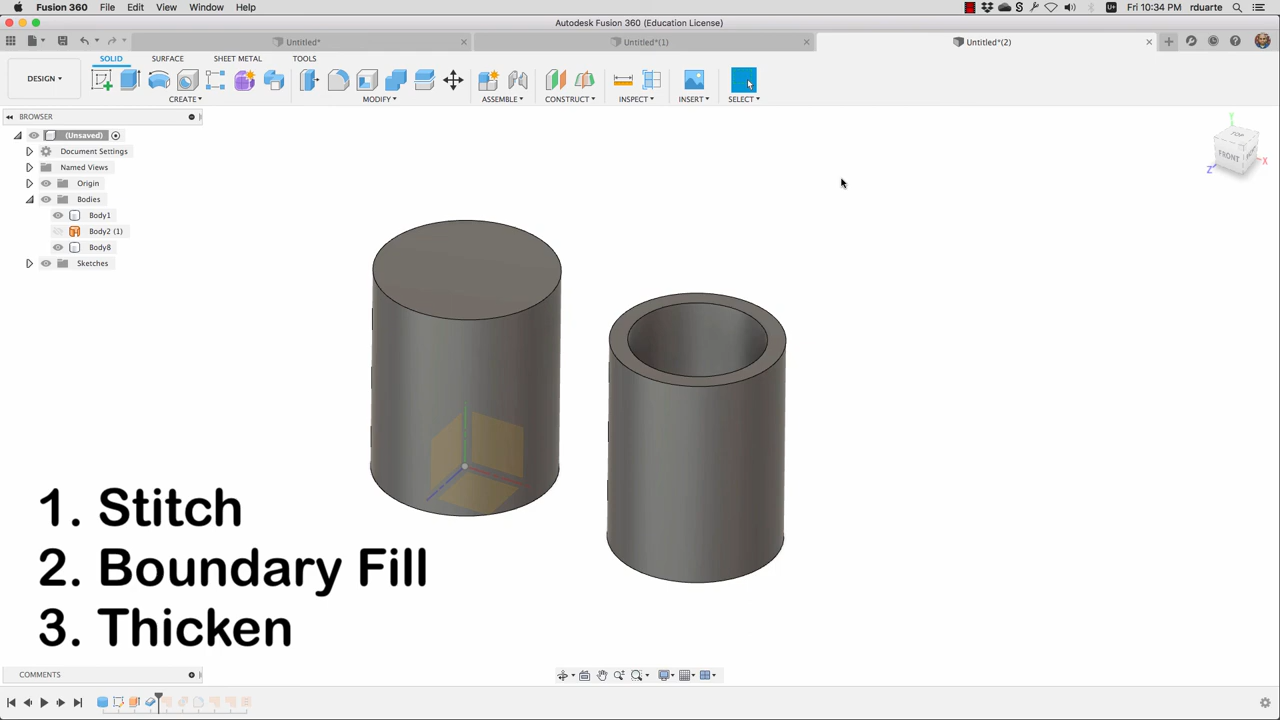 Fusion 360 File Edit View Window Help
Fri 10:34 PM rduarte
Autodesk Fusion 360 (Education License)
Untitled* Untitled*(1) Untitled*(2)
SOLID SURFACE SHEET METAL TOOLS
DESIGN
CREATE MODIFY ASSEMBLE CONSTRUCT INSPECT INSERT SELECT
BROWSER
(Unsaved)
Document Settings
Named Views
Origin
Bodies
Body1
Body2 (1)
Body8
Sketches
Y
TOP
FRONT
X
Z
1. Stitch
2. Boundary Fill
3. Thicken
COMMENTS